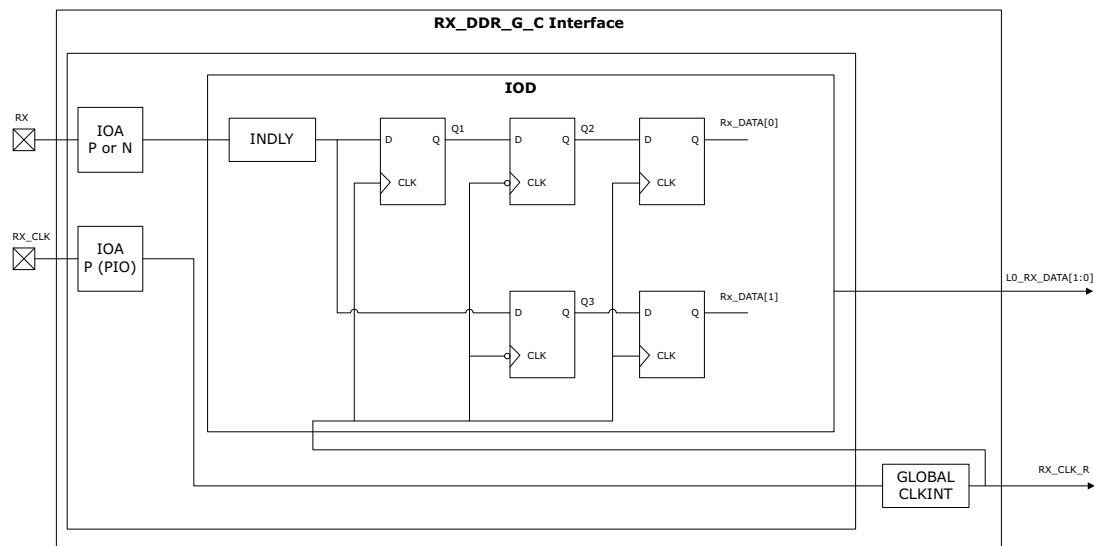 RX_DDR_G_C Interface
IOD
RX
IOA
P or N
INDLY
D
Q
CLK
Q1
D
Q
CLK
Q2
D
Q
CLK
Rx_DATA[0]
RX_CLK
IOA
P (PIO)
D
Q
CLK
Q3
D
Q
CLK
Rx_DATA[1]
L0_RX_DATA[1:0]
GLOBAL
CLKINT
RX_CLK_R